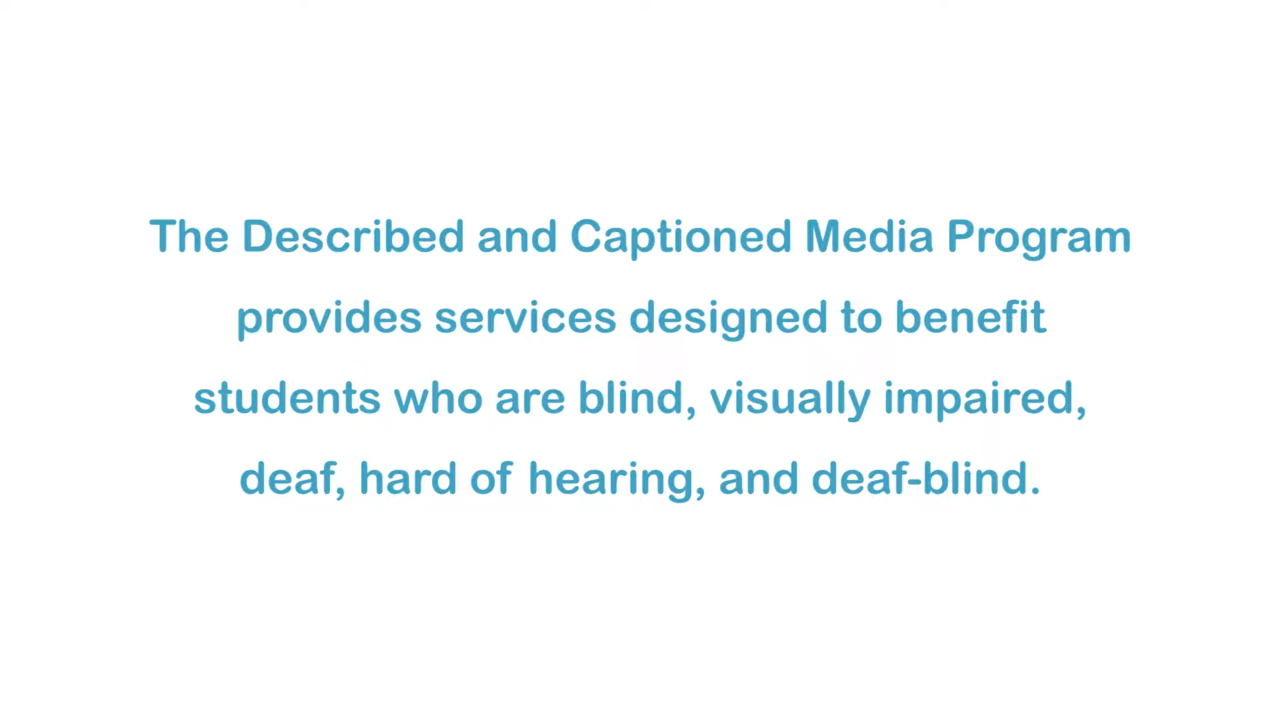 The Described and Captioned Media Program
provides services designed to benefit
students who are blind, visually impaired,
deaf, hard of hearing, and deaf-blind.